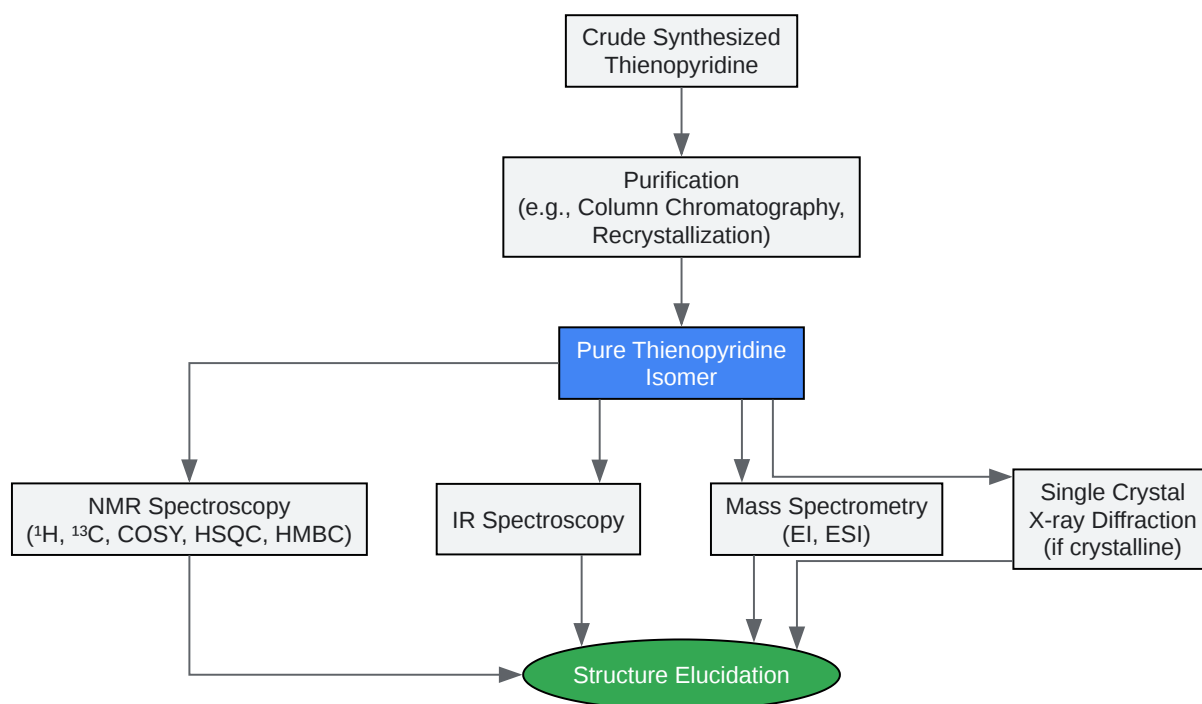 Crude Synthesized
Thienopyridine
Purification
(e.g., Column Chromatography,
Recrystallization)
Pure Thienopyridine
Isomer
NMR Spectroscopy
(¹H, ¹³C, COSY, HSQC, HMBC)
IR Spectroscopy
Mass Spectrometry
(EI, ESI)
Single Crystal
X-ray Diffraction
(if crystalline)
Structure Elucidation